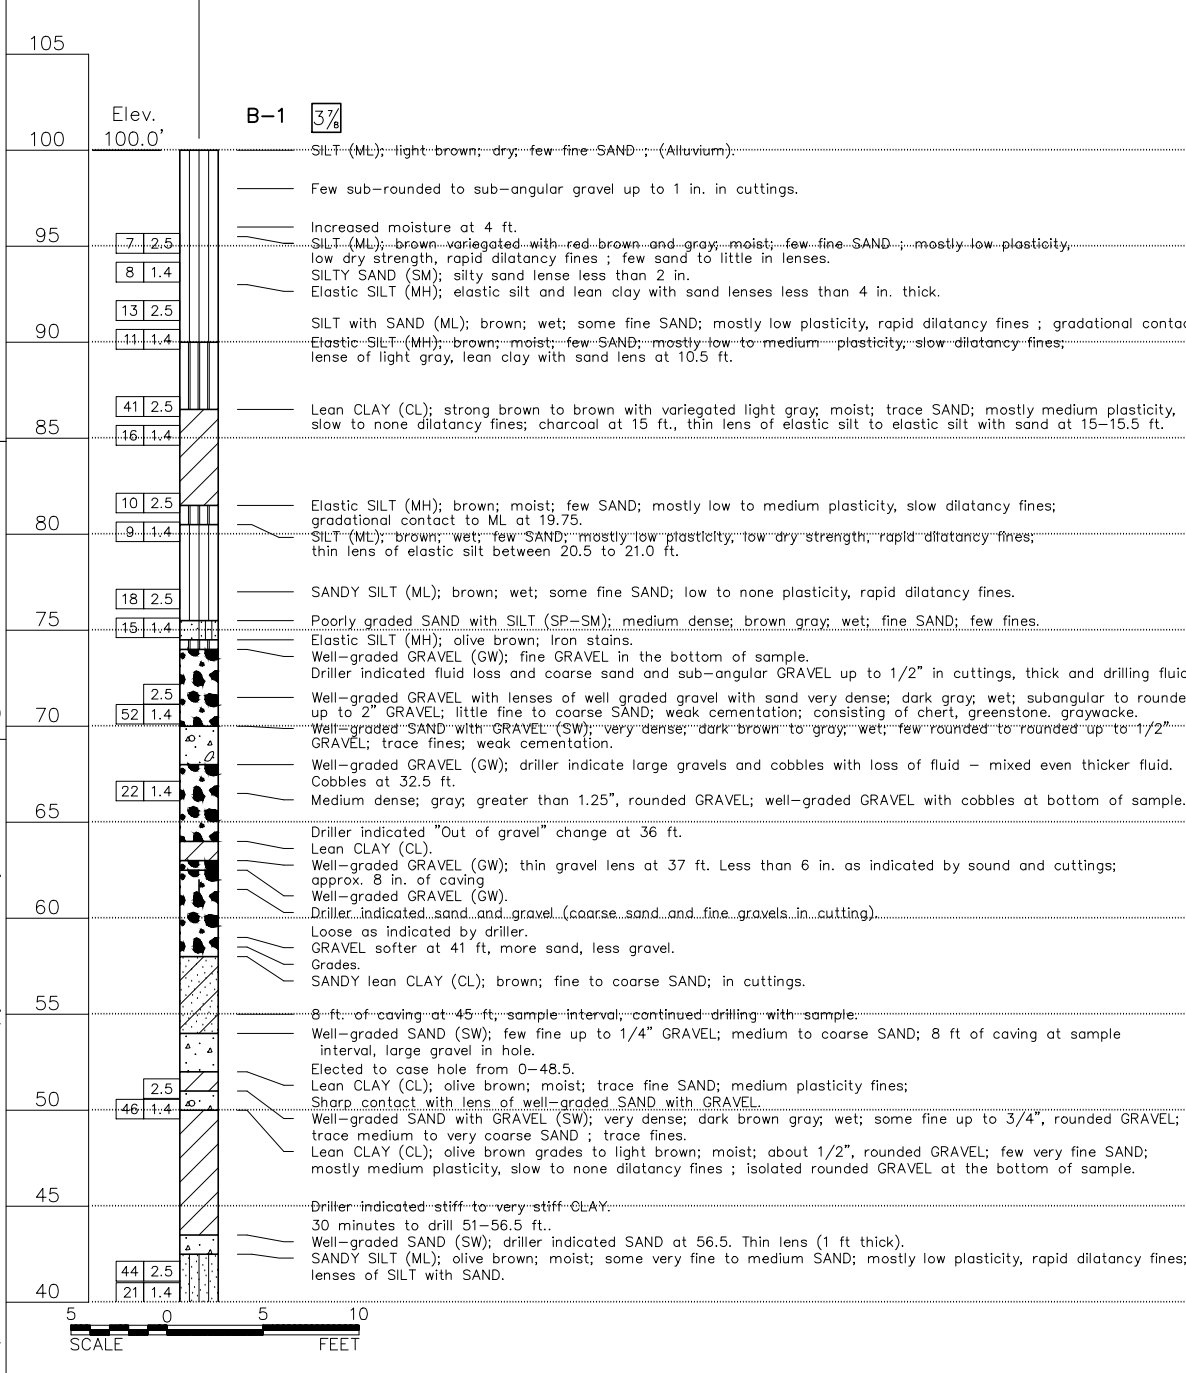 105
Elev.
100.0'
B-1
3 7/8
100
SILT (ML); light brown; dry; few fine SAND ; (Alluvium).
Few sub-rounded to sub-angular gravel up to 1 in. in cuttings.
Increased moisture at 4 ft.
95
7 2.5
SILT (ML); brown variegated with red brown and gray; moist; few fine SAND ; mostly low plasticity,
low dry strength, rapid dilatancy fines ; few sand to little in lenses.
8 1.4
SILTY SAND (SM); silty sand lense less than 2 in.
Elastic SILT (MH); elastic silt and lean clay with sand lenses less than 4 in. thick.
13 2.5
SILT with SAND (ML); brown; wet; some fine SAND; mostly low plasticity, rapid dilatancy fines ; gradational contac
90
11 1.4
Elastic SILT (MH); brown; moist; few SAND; mostly low to medium plasticity, slow dilatancy fines;
lense of light gray, lean clay with sand lens at 10.5 ft.
41 2.5
Lean CLAY (CL); strong brown to brown with variegated light gray; moist; trace SAND; mostly medium plasticity,
slow to none dilatancy fines; charcoal at 15 ft., thin lens of elastic silt to elastic silt with sand at 15-15.5 ft.
85
16 1.4
10 2.5
Elastic SILT (MH); brown; moist; few SAND; mostly low to medium plasticity, slow dilatancy fines;
gradational contact to ML at 19.75.
80
9 1.4
SILT (ML); brown; wet; few SAND; mostly low plasticity, low dry strength, rapid dilatancy fines;
thin lens of elastic silt between 20.5 to 21.0 ft.
18 2.5
SANDY SILT (ML); brown; wet; some fine SAND; low to none plasticity, rapid dilatancy fines.
75
15 1.4
Poorly graded SAND with SILT (SP-SM); medium dense; brown gray; wet; fine SAND; few fines.
Elastic SILT (MH); olive brown; Iron stains.
Well-graded GRAVEL (GW); fine GRAVEL in the bottom of sample.
Driller indicated fluid loss and coarse sand and sub-angular GRAVEL up to 1/2" in cuttings, thick and drilling fluid
2.5
Well-graded GRAVEL with lenses of well graded gravel with sand very dense; dark gray; wet; subangular to rounde
52 1.4
up to 2" GRAVEL; little fine to coarse SAND; weak cementation; consisting of chert, greenstone. graywacke.
70
Well-graded SAND with GRAVEL (SW); very dense; dark brown to gray; wet; few rounded to rounded up to 1/2"
GRAVEL; trace fines; weak cementation.
Well-graded GRAVEL (GW); driller indicate large gravels and cobbles with loss of fluid - mixed even thicker fluid.
Cobbles at 32.5 ft.
22 1.4
Medium dense; gray; greater than 1.25", rounded GRAVEL; well-graded GRAVEL with cobbles at bottom of sample.
65
Driller indicated "Out of gravel" change at 36 ft.
Lean CLAY (CL).
Well-graded GRAVEL (GW); thin gravel lens at 37 ft. Less than 6 in. as indicated by sound and cuttings;
approx. 8 in. of caving
Well-graded GRAVEL (GW).
60
Driller indicated sand and gravel (coarse sand and fine gravels in cutting).
Loose as indicated by driller.
GRAVEL softer at 41 ft, more sand, less gravel.
Grades.
SANDY lean CLAY (CL); brown; fine to coarse SAND; in cuttings.
55
8 ft. of caving at 45 ft, sample interval, continued drilling with sample.
Well-graded SAND (SW); few fine up to 1/4" GRAVEL; medium to coarse SAND; 8 ft of caving at sample
interval, large gravel in hole.
Elected to case hole from 0-48.5.
2.5
Lean CLAY (CL); olive brown; moist; trace fine SAND; medium plasticity fines;
Sharp contact with lens of well-graded SAND with GRAVEL.
50
46 1.4
Well-graded SAND with GRAVEL (SW); very dense; dark brown gray; wet; some fine up to 3/4", rounded GRAVEL;
trace medium to very coarse SAND ; trace fines.
Lean CLAY (CL); olive brown grades to light brown; moist; about 1/2", rounded GRAVEL; few very fine SAND;
mostly medium plasticity, slow to none dilatancy fines ; isolated rounded GRAVEL at the bottom of sample.
45
Driller indicated stiff to very stiff CLAY.
30 minutes to drill 51-56.5 ft..
Well-graded SAND (SW); driller indicated SAND at 56.5. Thin lens (1 ft thick).
SANDY SILT (ML); olive brown; moist; some very fine to medium SAND; mostly low plasticity, rapid dilatancy fines;
44 2.5
lenses of SILT with SAND.
21 1.4
40
5 0 5 10
SCALE FEET